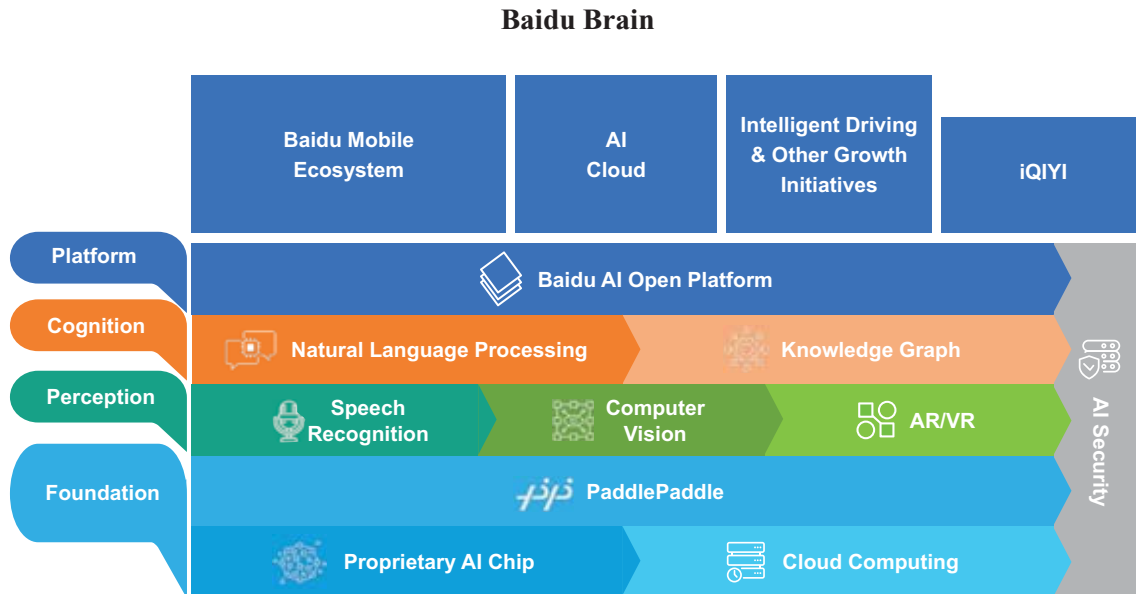 Baidu Brain
Baidu Mobile
Ecosystem
AI
Cloud
Intelligent Driving
& Other Growth
Initiatives
iQIYI
Platform
Baidu AI Open Platform
Cognition
Natural Language Processing
Knowledge Graph
Perception
Speech
Recognition
Computer
Vision
AR/VR
Foundation
PaddlePaddle
Proprietary AI Chip
Cloud Computing
AI Security